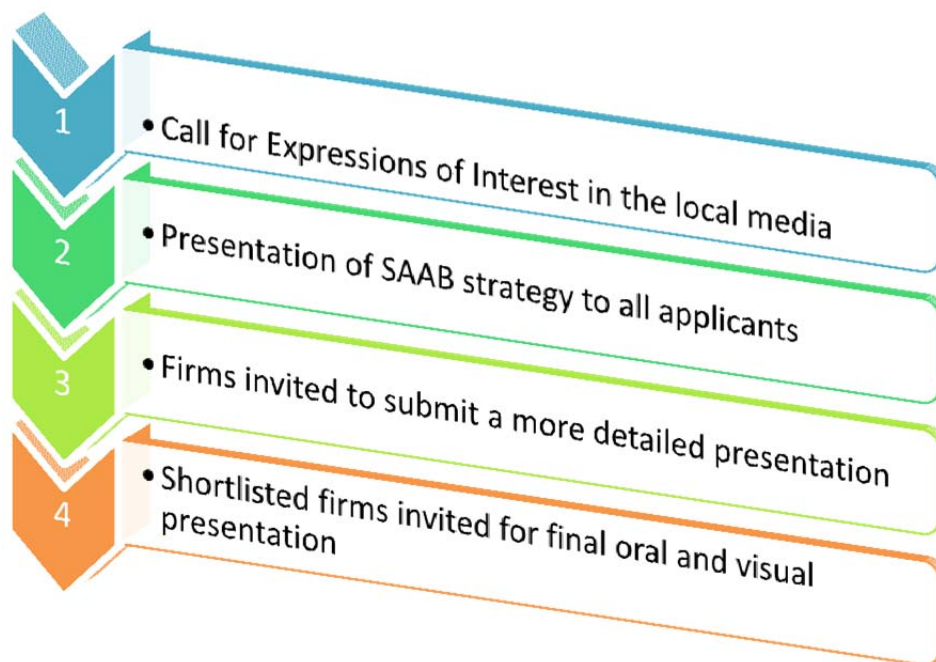 1
• Call for Expressions of Interest in the local media
2
• Presentation of SAAB strategy to all applicants
3
• Firms invited to submit a more detailed presentation
4
• Shortlisted firms invited for final oral and visual
presentation